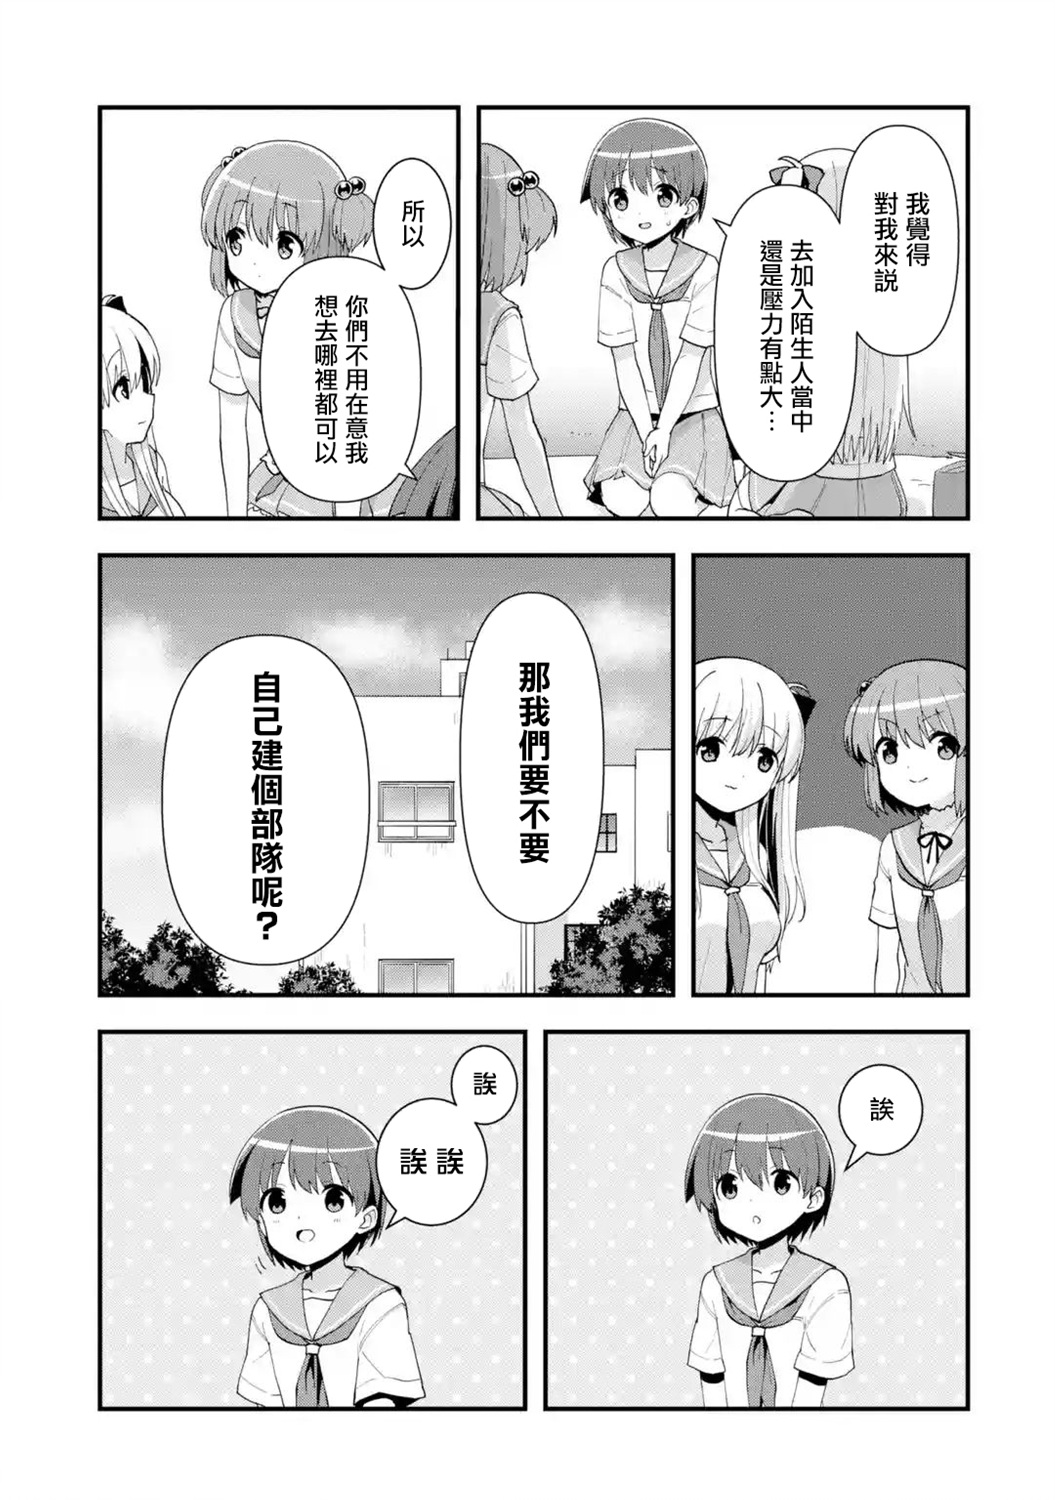 我覺得
對我來説
去加入陌生人當中
還是壓力有點大…
所以
你們不用在意我
想去哪裡都可以
那我們要不要
自己建個部隊呢?
誒
誒
誒誒